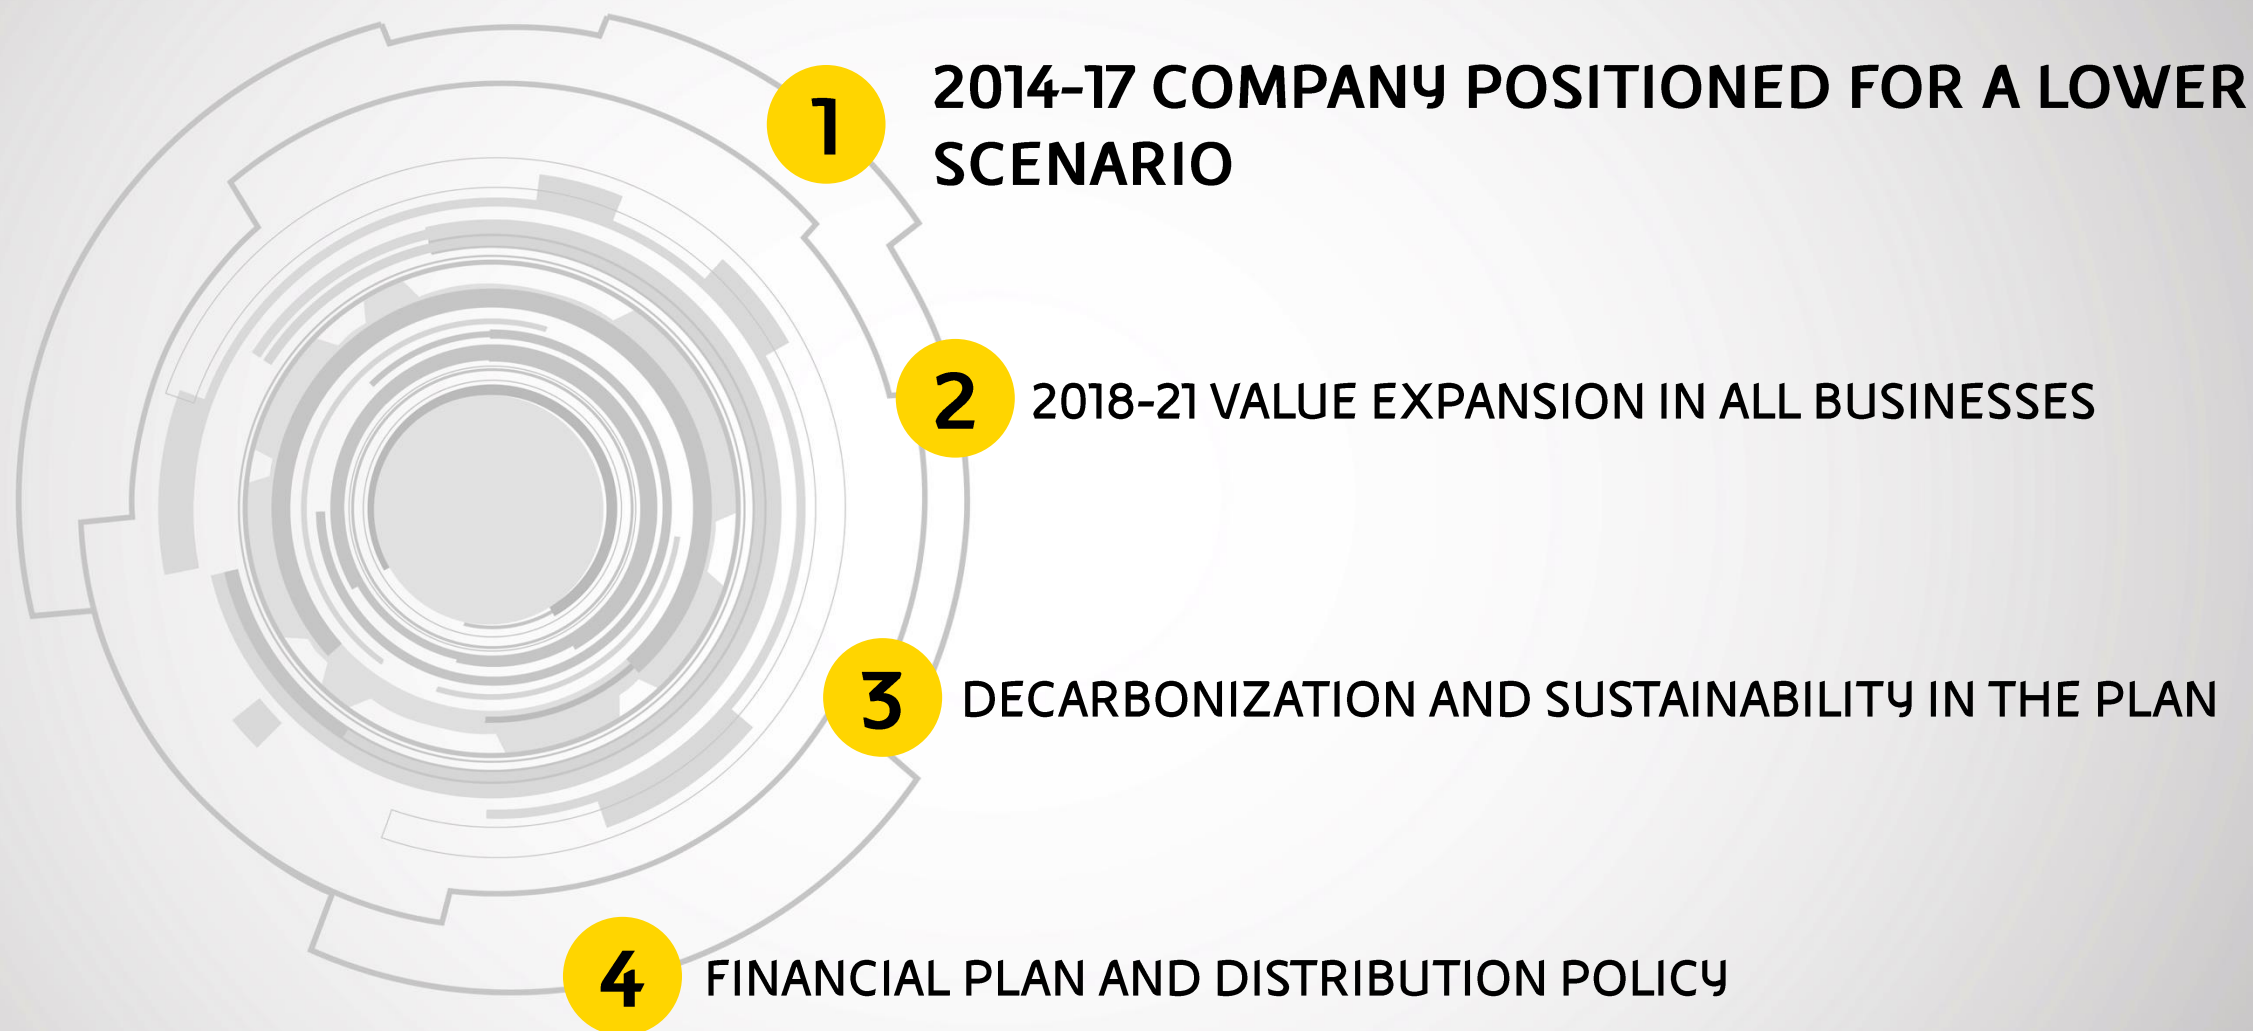 1
2014-17 COMPANY POSITIONED FOR A LOWER
SCENARIO
2
2018-21 VALUE EXPANSION IN ALL BUSINESSES
3
DECARBONIZATION AND SUSTAINABILITY IN THE PLAN
4
FINANCIAL PLAN AND DISTRIBUTION POLICY